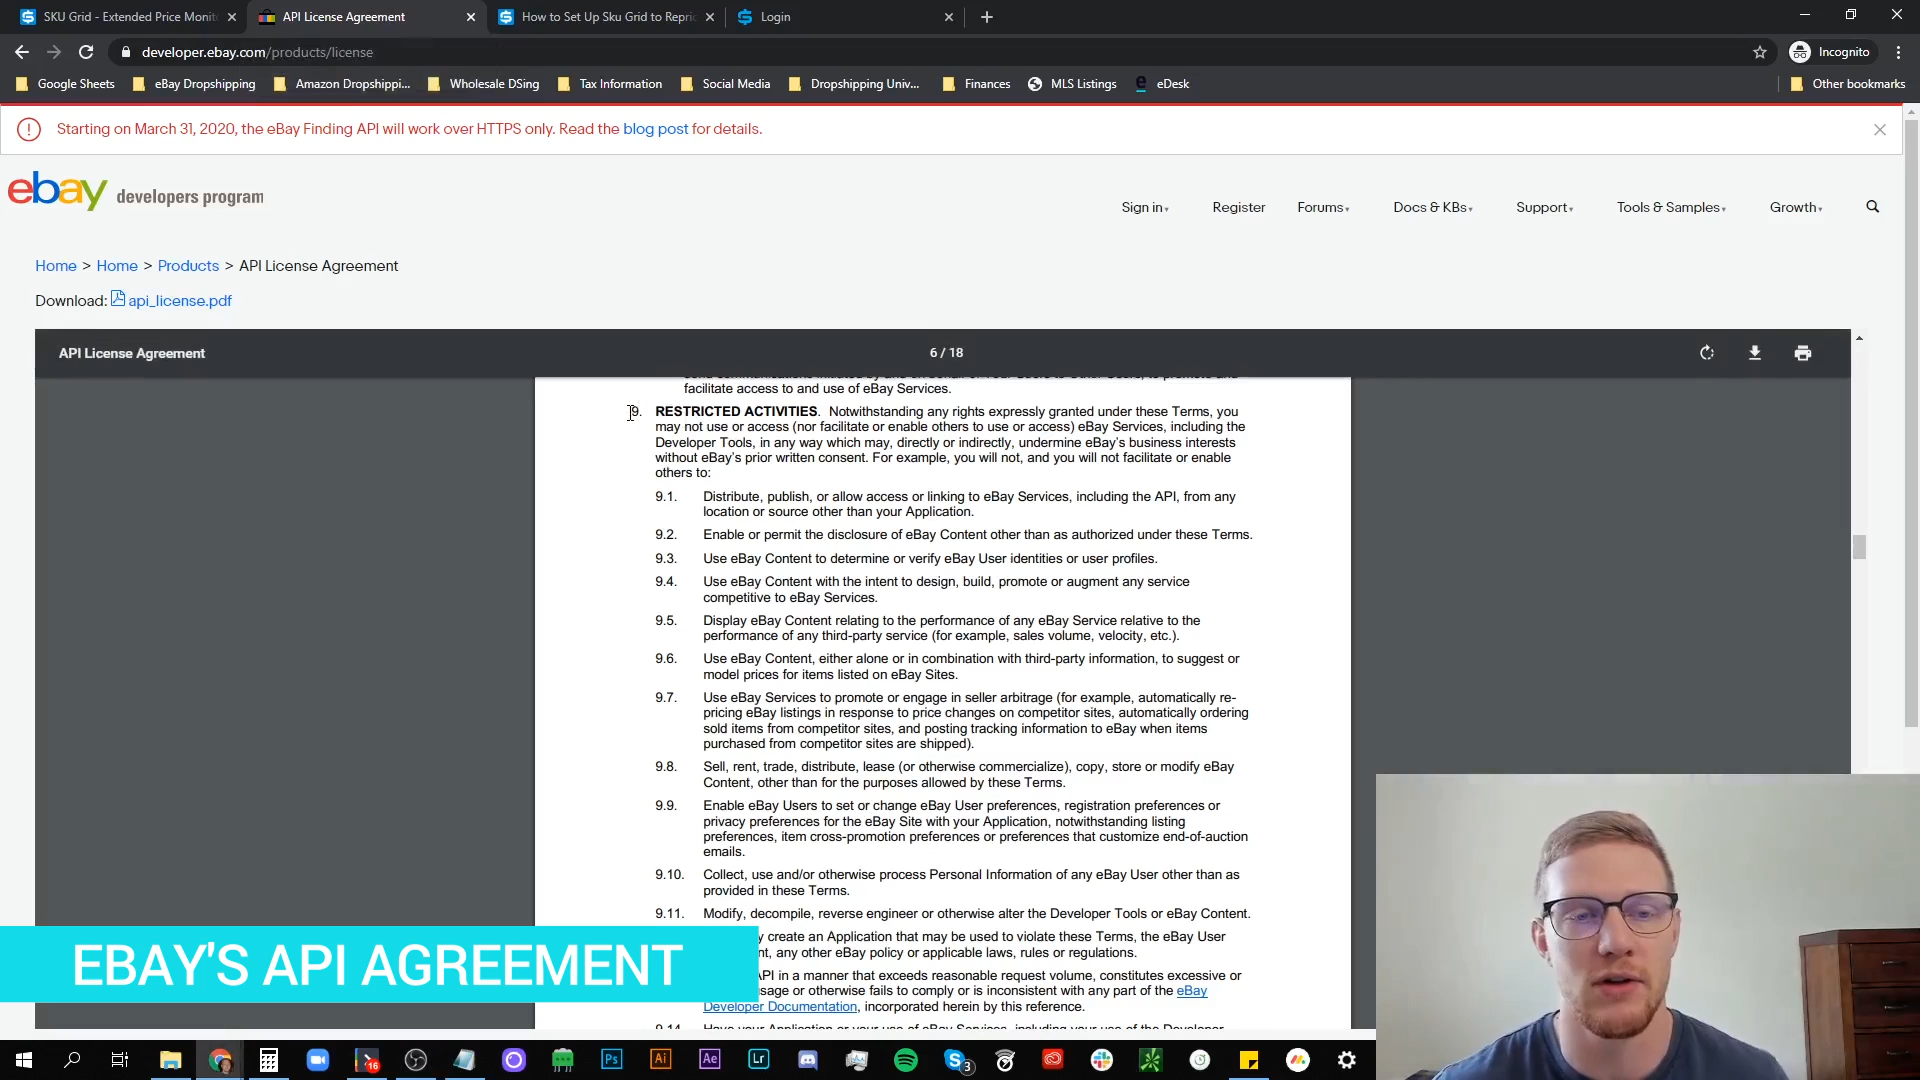 SKU Grid - Extended Price Monit
API License Agreement
How to Set Up Sku Grid to Repric
Login
developer.ebay.com/products/license
Incognito
Google Sheets
eBay Dropshipping
Amazon Dropshippi...
Wholesale DSing
Tax Information
Social Media
Dropshipping Univ...
Finances
MLS Listings
eDesk
Other bookmarks
Starting on March 31, 2020, the eBay Finding API will work over HTTPS only. Read the blog post for details.
ebay developers program
Sign in
Register
Forums
Docs & KBs
Support
Tools & Samples
Growth
Home > Home > Products > API License Agreement
Download: api_license.pdf
API License Agreement
6 / 18
facilitate access to and use of eBay Services.
9. RESTRICTED ACTIVITIES. Notwithstanding any rights expressly granted under these Terms, you
may not use or access (nor facilitate or enable others to use or access) eBay Services, including the
Developer Tools, in any way which may, directly or indirectly, undermine eBay's business interests
without eBay's prior written consent. For example, you will not, and you will not facilitate or enable
others to:
9.1. Distribute, publish, or allow access or linking to eBay Services, including the API, from any
location or source other than your Application.
9.2. Enable or permit the disclosure of eBay Content other than as authorized under these Terms.
9.3. Use eBay Content to determine or verify eBay User identities or user profiles.
9.4. Use eBay Content with the intent to design, build, promote or augment any service
competitive to eBay Services.
9.5. Display eBay Content relating to the performance of any eBay Service relative to the
performance of any third-party service (for example, sales volume, velocity, etc.).
9.6. Use eBay Content, either alone or in combination with third-party information, to suggest or
model prices for items listed on eBay Sites.
9.7. Use eBay Services to promote or engage in seller arbitrage (for example, automatically re-
pricing eBay listings in response to price changes on competitor sites, automatically ordering
sold items from competitor sites, and posting tracking information to eBay when items
purchased from competitor sites are shipped).
9.8. Sell, rent, trade, distribute, lease (or otherwise commercialize), copy, store or modify eBay
Content, other than for the purposes allowed by these Terms.
9.9. Enable eBay Users to set or change eBay User preferences, registration preferences or
privacy preferences for the eBay Site with your Application, notwithstanding listing
preferences, item cross-promotion preferences or preferences that customize end-of-auction
emails.
9.10. Collect, use and/or otherwise process Personal Information of any eBay User other than as
provided in these Terms.
9.11. Modify, decompile, reverse engineer or otherwise alter the Developer Tools or eBay Content.
y create an Application that may be used to violate these Terms, the eBay User
nt, any other eBay policy or applicable laws, rules or regulations.
API in a manner that exceeds reasonable request volume, constitutes excessive or
sage or otherwise fails to comply or is inconsistent with any part of the eBay
Developer Documentation, incorporated herein by this reference.
EBAY'S API AGREEMENT
16
Ps
Ai
Ae
Lr
3